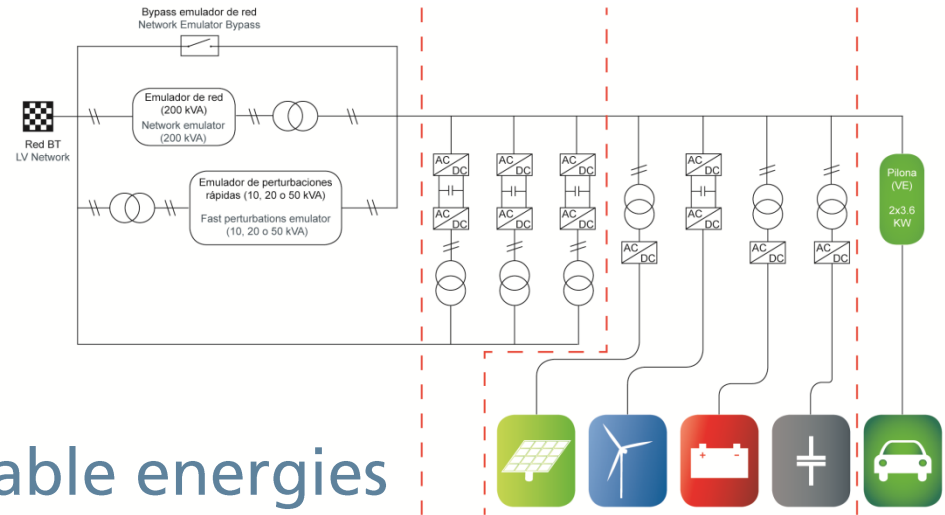 Bypass emulador de red
Network Emulator Bypass
Emulador de red
(200 kVA)
Network emulator
(200 kVA)
Red BT
LV Network
Emulador de perturbaciones
rápidas (10, 20 o 50 kVA)
Fast perturbations emulator
(10, 20 o 50 kVA)
AC
DC
AC
DC
AC
DC
AC
DC
AC
DC
AC
DC
AC
DC
AC
DC
AC
DC
AC
DC
AC
DC
Pilona
(VE)
2x3.6
KW
+ -
able energies